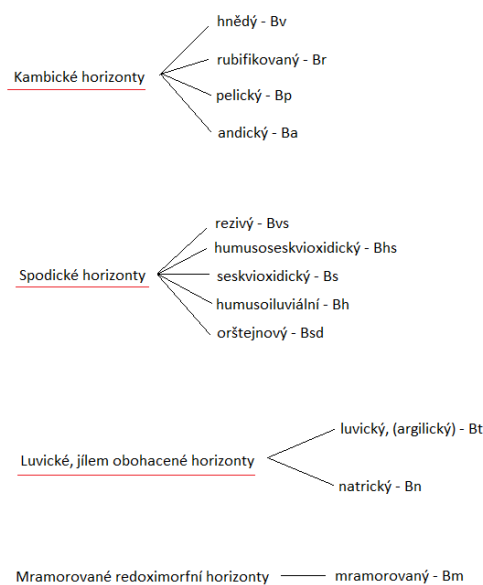 hnědý - Bv
rubifikovaný - Br
Kambické horizonty
pelický - Bp
andický - Ba
rezivý - Bvs
humusoseskvioxidický - Bhs
Spodické horizonty
seskvioxidický - Bs
humusoiluviální - Bh
orštejnový - Bsd
luvický, (argilický) - Bt
Luvické, jílem obohacené horizonty
natrický - Bn
Mramorované redoximorfní horizonty
mramorovaný - Bm